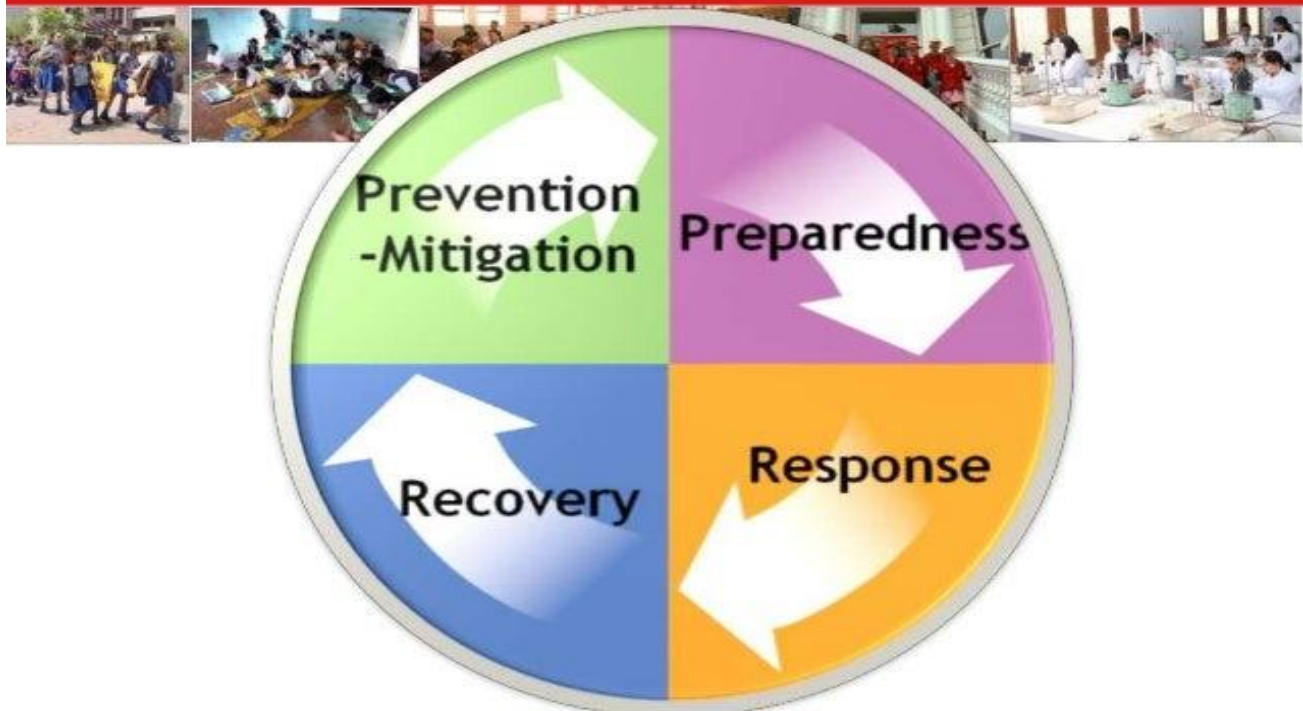 Prevention
-Mitigation
Preparedness
Response
Recovery